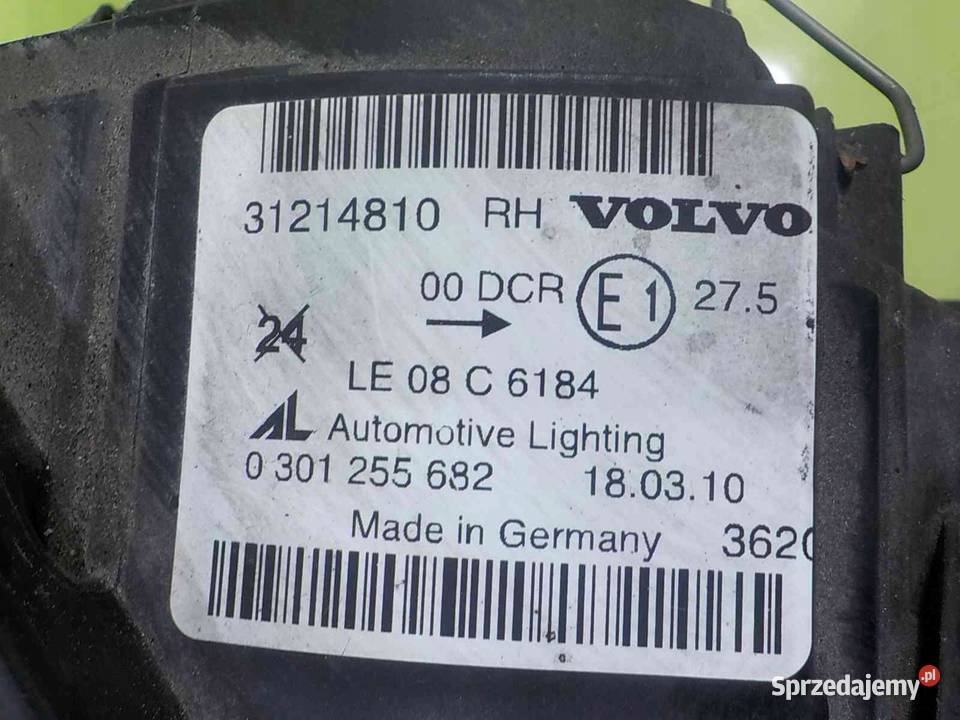 31214810 RH VOLVO
00 DCR E1 27.5
24
LE 08 C 6184
AL Automotive Lighting
0 301 255 682 18.03.10
Made in Germany 3620
Sprzedajemy.pl